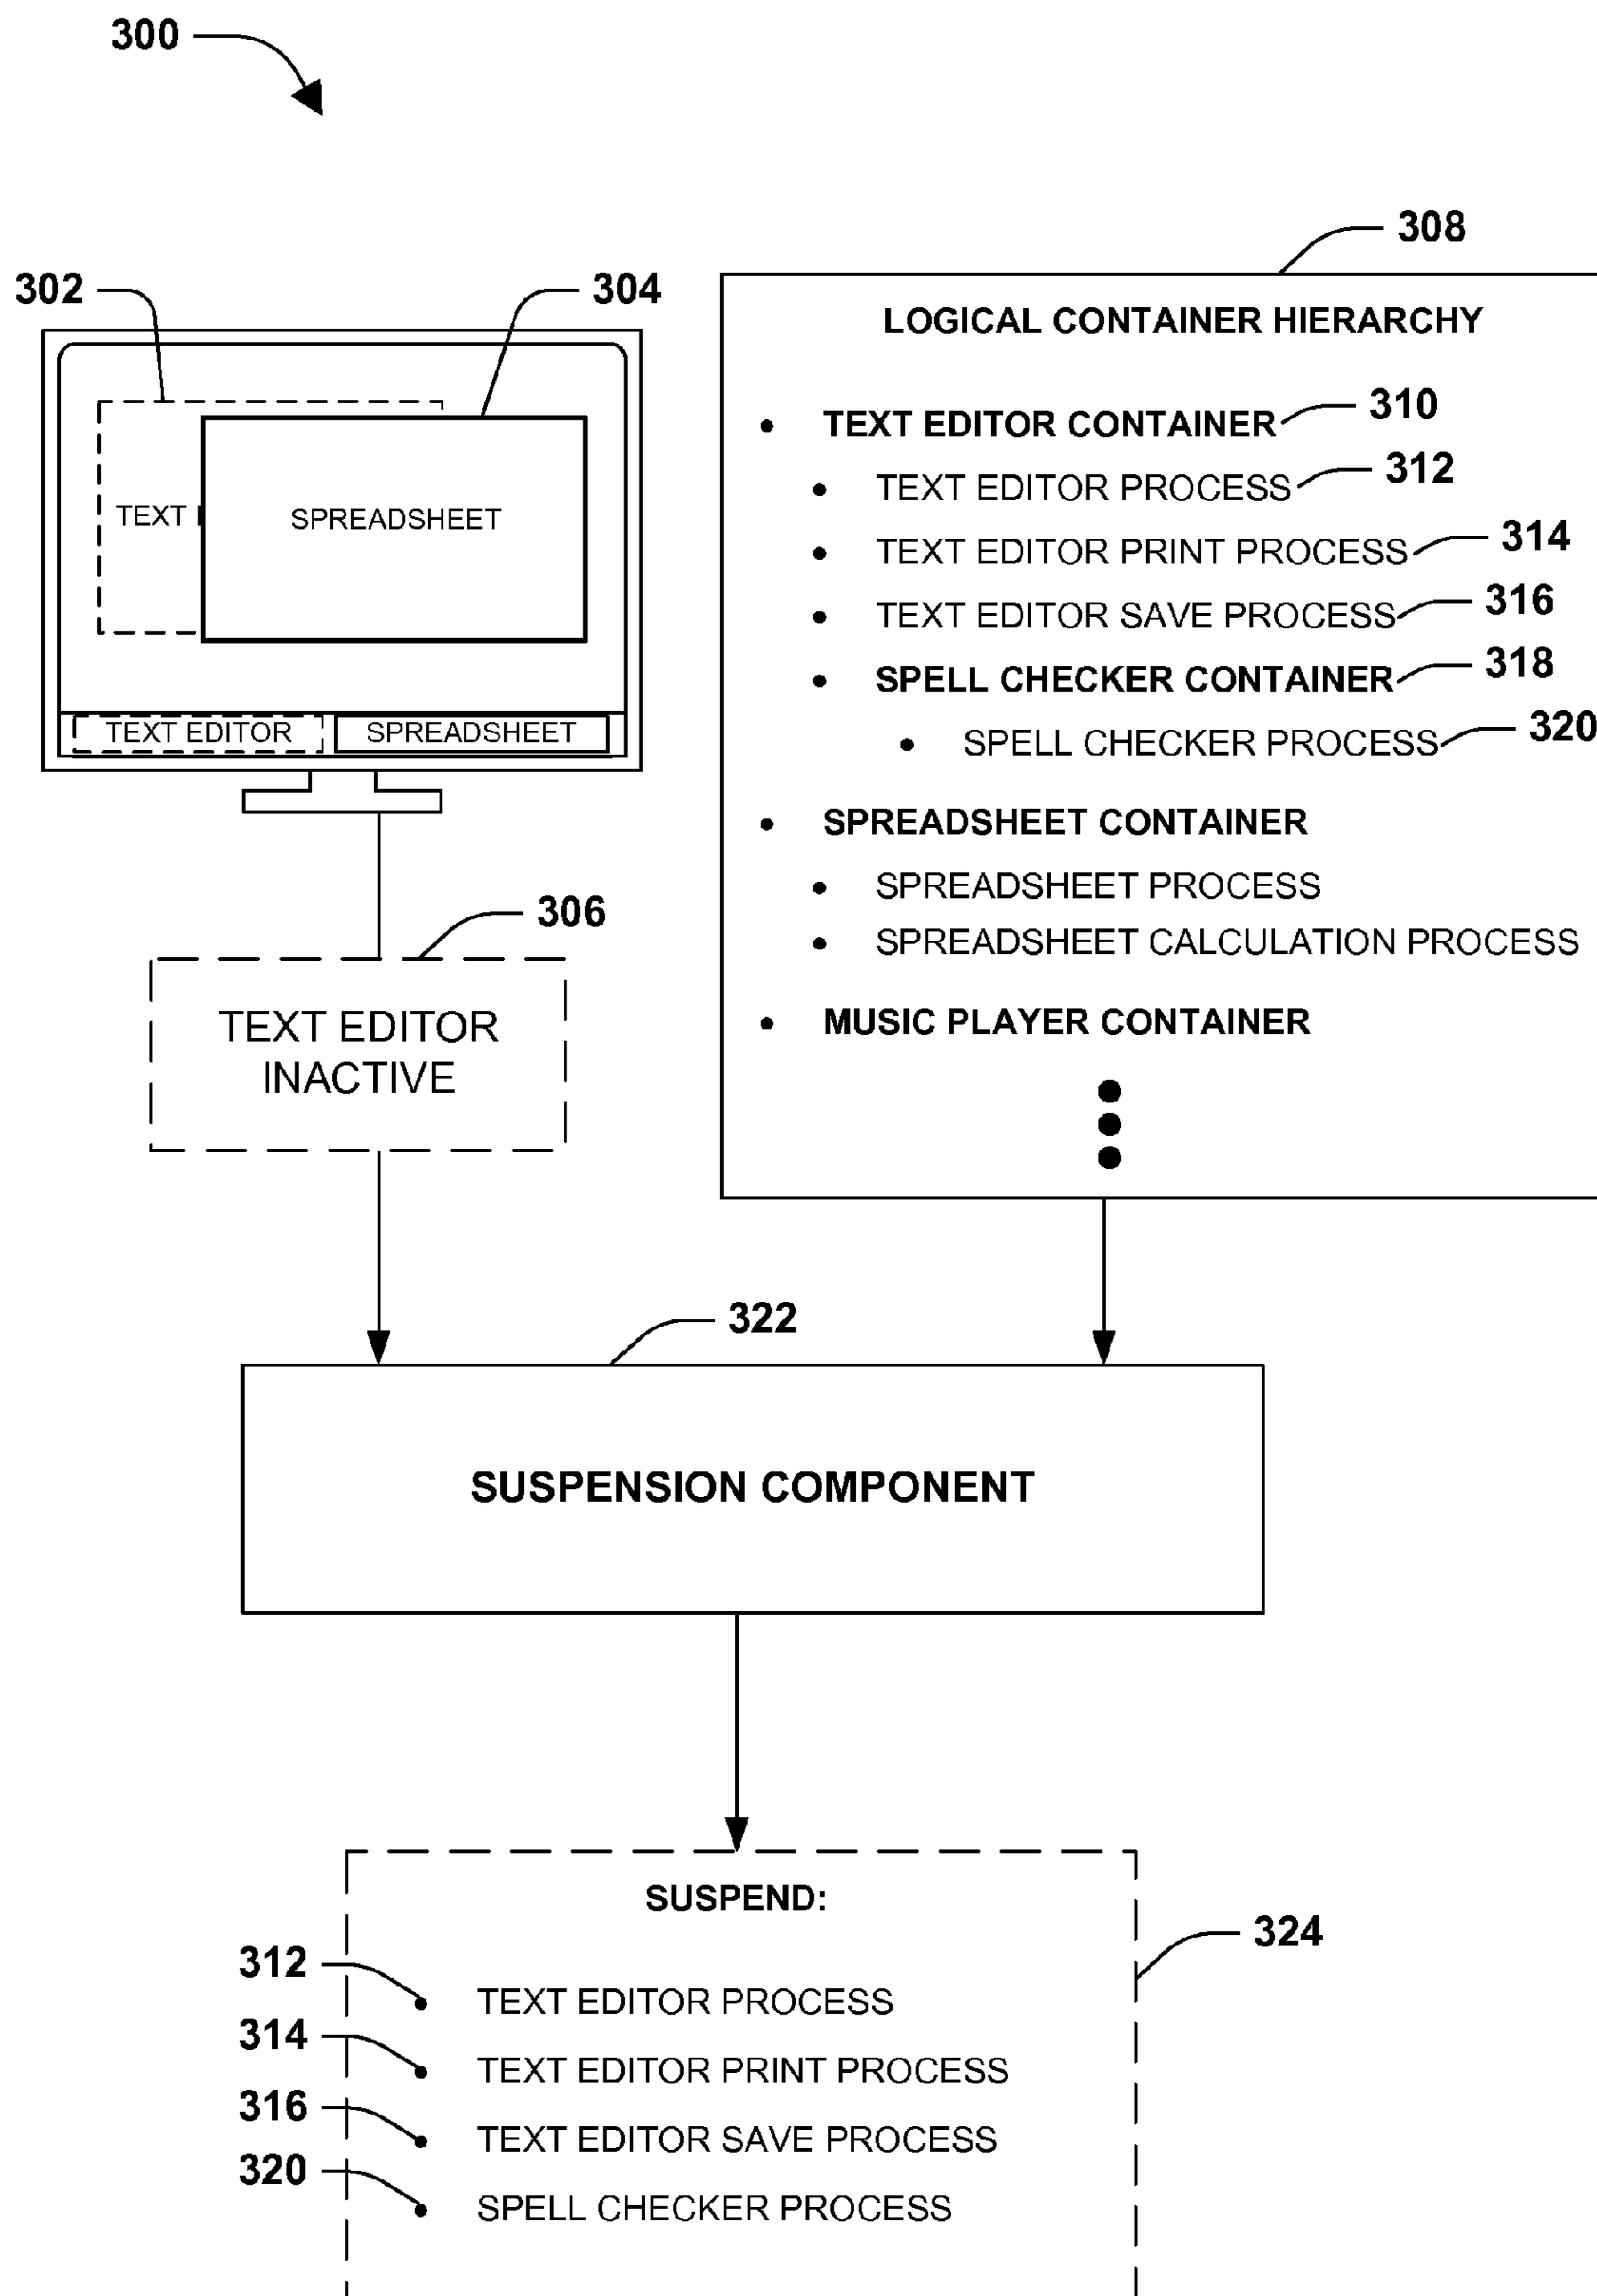 300
308
302
304
LOGICAL CONTAINER HIERARCHY
• TEXT EDITOR CONTAINER 310
• TEXT EDITOR PROCESS 312
• TEXT EDITOR PRINT PROCESS 314
• TEXT EDITOR SAVE PROCESS 316
• SPELL CHECKER CONTAINER 318
• SPELL CHECKER PROCESS 320
• SPREADSHEET CONTAINER
• SPREADSHEET PROCESS
• SPREADSHEET CALCULATION PROCESS
• MUSIC PLAYER CONTAINER
TEXT
SPREADSHEET
TEXT EDITOR
SPREADSHEET
306
TEXT EDITOR
INACTIVE
322
SUSPENSION COMPONENT
SUSPEND:
324
312 • TEXT EDITOR PROCESS
314 • TEXT EDITOR PRINT PROCESS
316 • TEXT EDITOR SAVE PROCESS
320 • SPELL CHECKER PROCESS